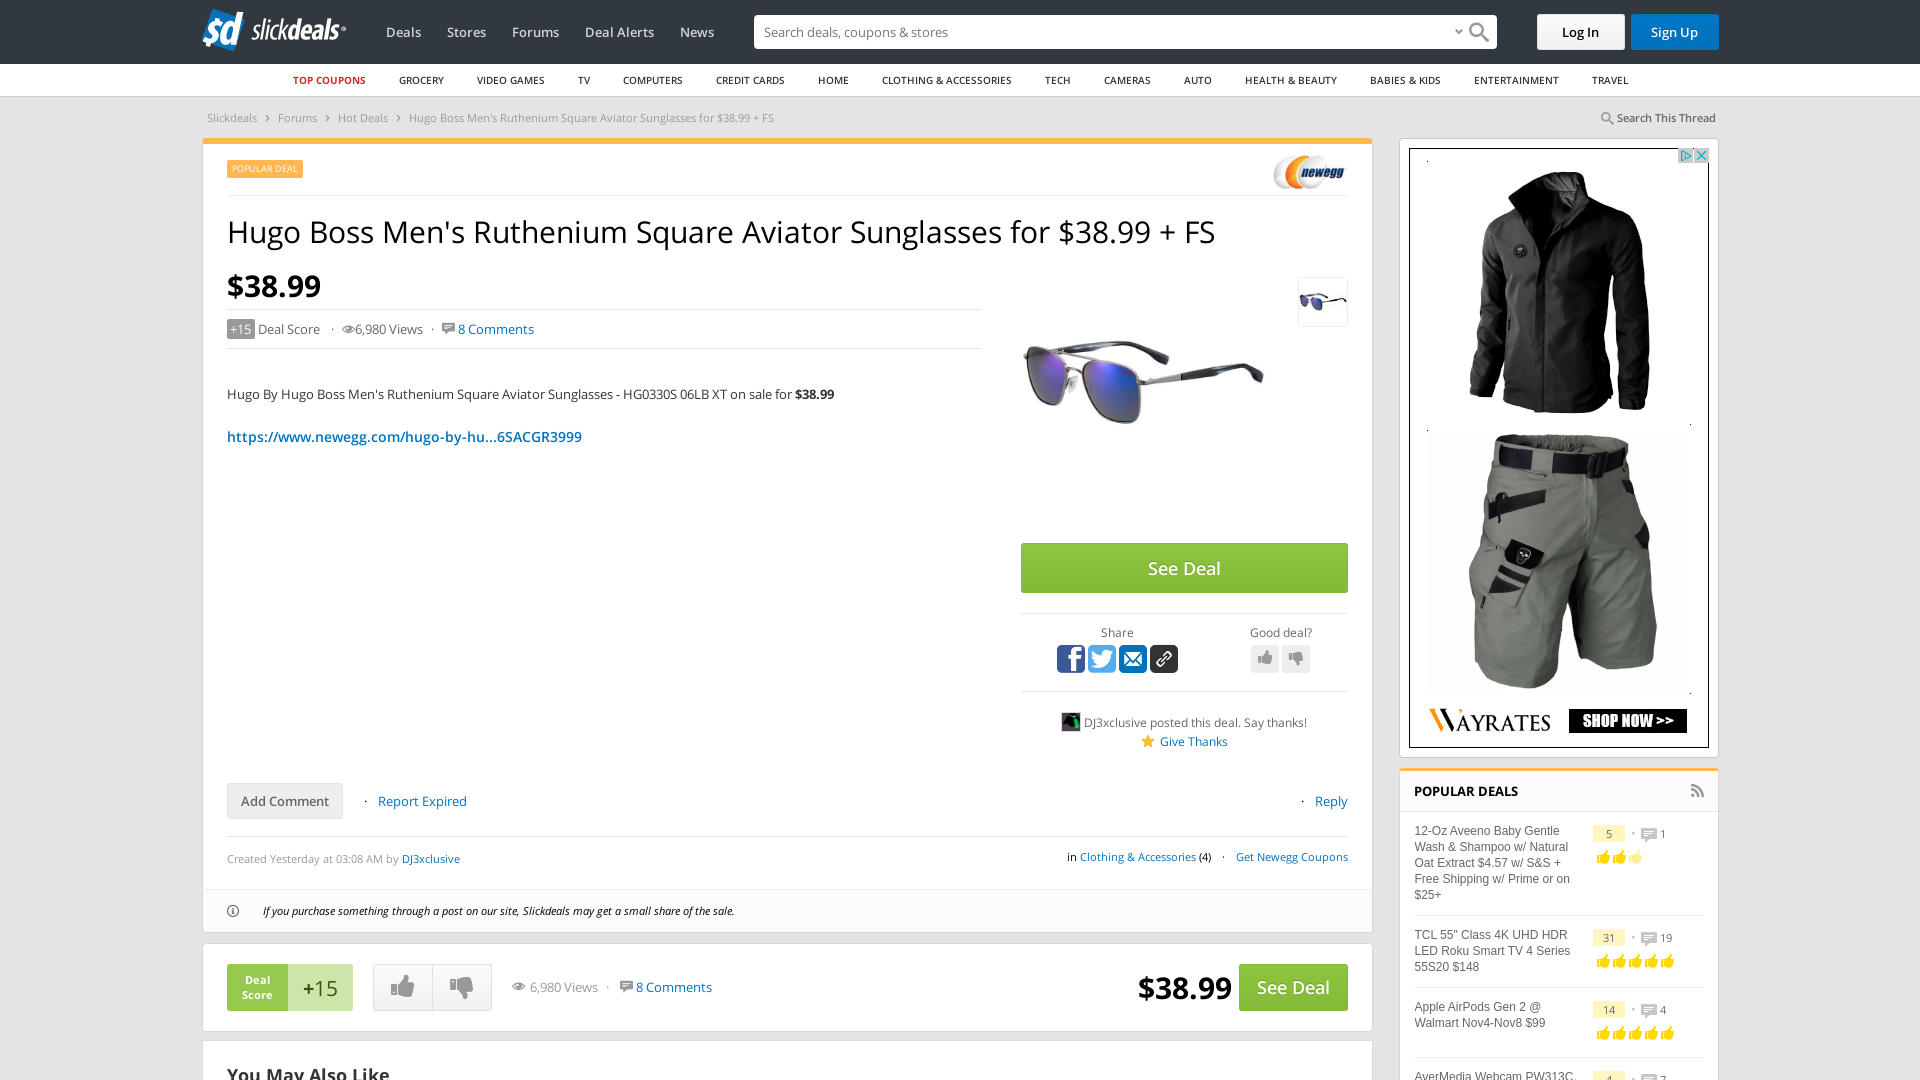 slickdeals
Deals
Stores
Forums
Deal Alerts
News
Search deals, coupons & stores
Log In
Sign Up
TOP COUPONS
GROCERY
VIDEO GAMES
TV
COMPUTERS
CREDIT CARDS
HOME
CLOTHING & ACCESSORIES
TECH
CAMERAS
AUTO
HEALTH & BEAUTY
BABIES & KIDS
ENTERTAINMENT
TRAVEL
Slickdeals > Forums > Hot Deals > Hugo Boss Men's Ruthenium Square Aviator Sunglasses for $38.99 + FS
Search This Thread
POPULAR DEAL
newegg
Hugo Boss Men's Ruthenium Square Aviator Sunglasses for $38.99 + FS
$38.99
+15 Deal Score · 6,980 Views · 8 Comments
Hugo By Hugo Boss Men's Ruthenium Square Aviator Sunglasses - HG0330S 06LB XT on sale for $38.99
https://www.newegg.com/hugo-by-hu...6SACGR3999
See Deal
Share
Good deal?
DJ3xclusive posted this deal. Say thanks!
Give Thanks
Add Comment · Report Expired
· Reply
Created Yesterday at 03:08 AM by DJ3xclusive
in Clothing & Accessories (4) · Get Newegg Coupons
If you purchase something through a post on our site, Slickdeals may get a small share of the sale.
Deal
Score
+15
6,980 Views · 8 Comments
$38.99
See Deal
You May Also Like
WAYRATES
SHOP NOW >>
POPULAR DEALS
12-Oz Aveeno Baby Gentle
Wash & Shampoo w/ Natural
Oat Extract $4.57 w/ S&S +
Free Shipping w/ Prime or on
$25+
5 • 1
TCL 55" Class 4K UHD HDR
LED Roku Smart TV 4 Series
55S20 $148
31 • 19
Apple AirPods Gen 2 @
Walmart Nov4-Nov8 $99
14 • 4
AverMedia Webcam PW313C,
4 • 7